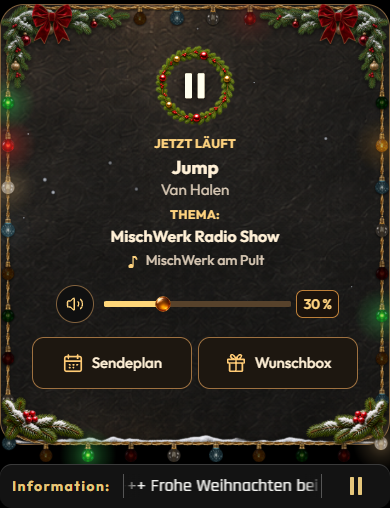 JETZT LÄUFT
Jump
Van Halen
THEMA:
MischWerk Radio Show
MischWerk am Pult
30 %
Sendeplan
Wunschbox
Information:
++ Frohe Weihnachten bei